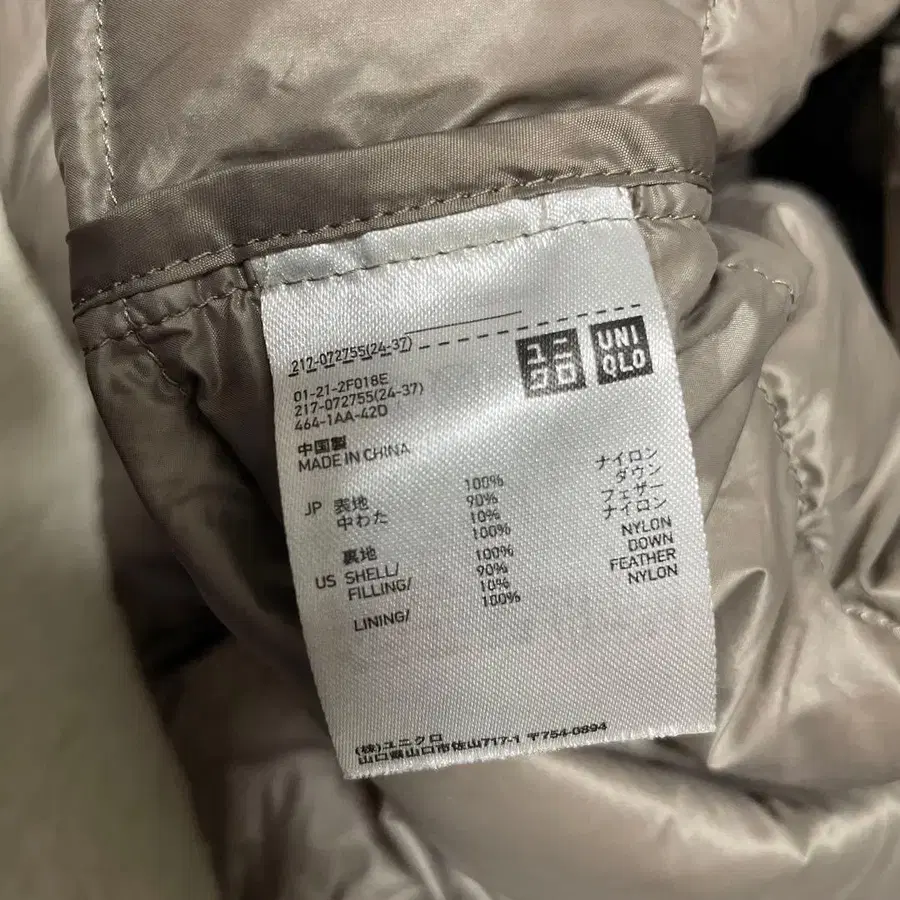 217-072755(24-37)
ユニ
クロ
UNI
QLO
01-21-2F018E
217-072755(24-37)
464-1AA-42D
中国製
MADE IN CHINA
JP 表地 100% ナイロン
中わた 90% ダウン
10% フェザー
裏地 100% ナイロン
US SHELL/ 100% NYLON
FILLING/ 90% DOWN
10% FEATHER
LINING/ 100% NYLON
(株)ユニクロ
山口県山口市佐山717-1 〒754-0894